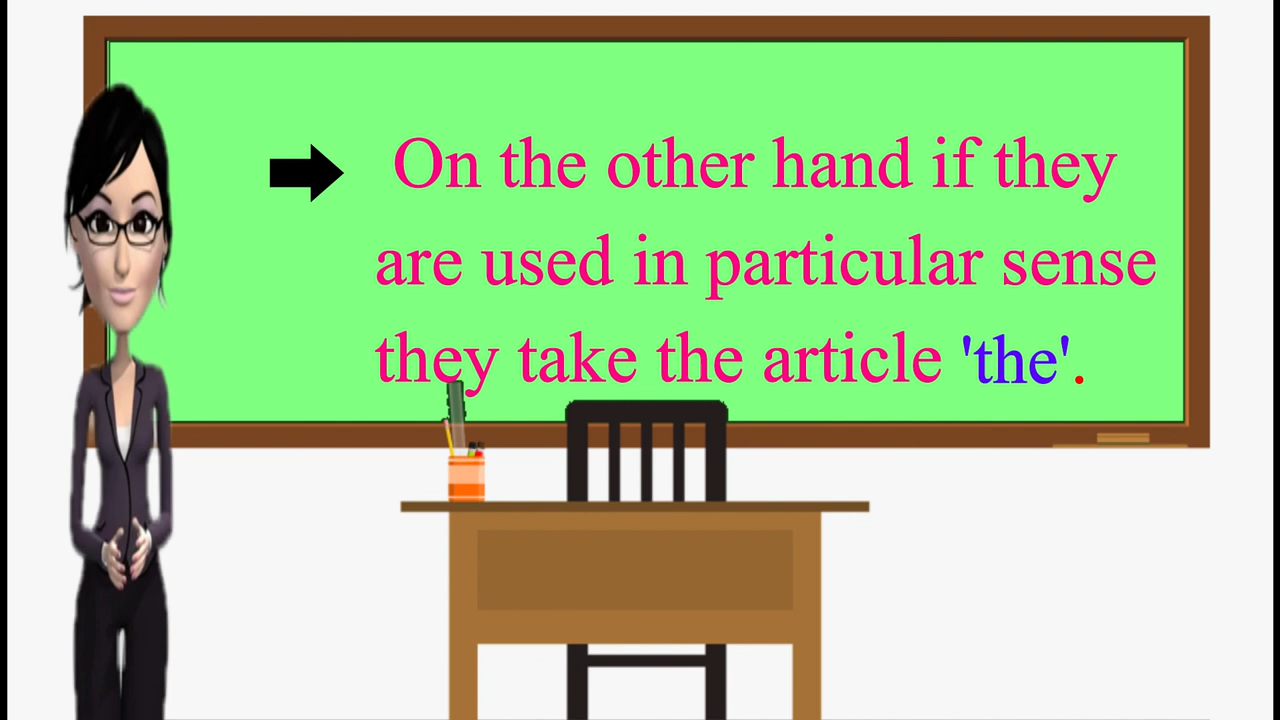 On the other hand if they
are used in particular sense
they take the article 'the'.